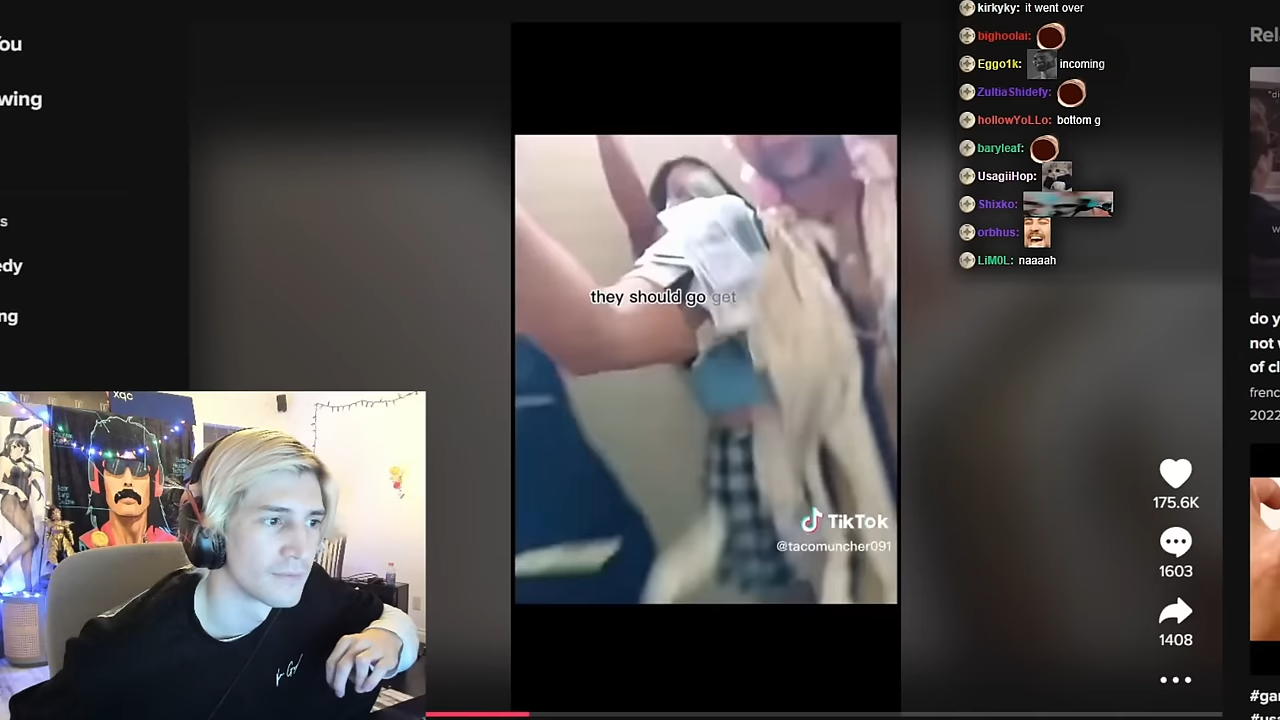 You
wing
s
edy
ng
xqc
they should go get
TikTok
@tacomuncher091
kirkyky: it went over
bighoolai:
Eggo1k: incoming
ZultiaShidefy:
hollowYoLLo: bottom g
baryleaf:
UsagiiHop:
Shixko:
orbhus:
LiM0L: naaaah
175.6K
1603
1408
Rel
"di
w
do y
not w
of cl
frenc
2022
#gar